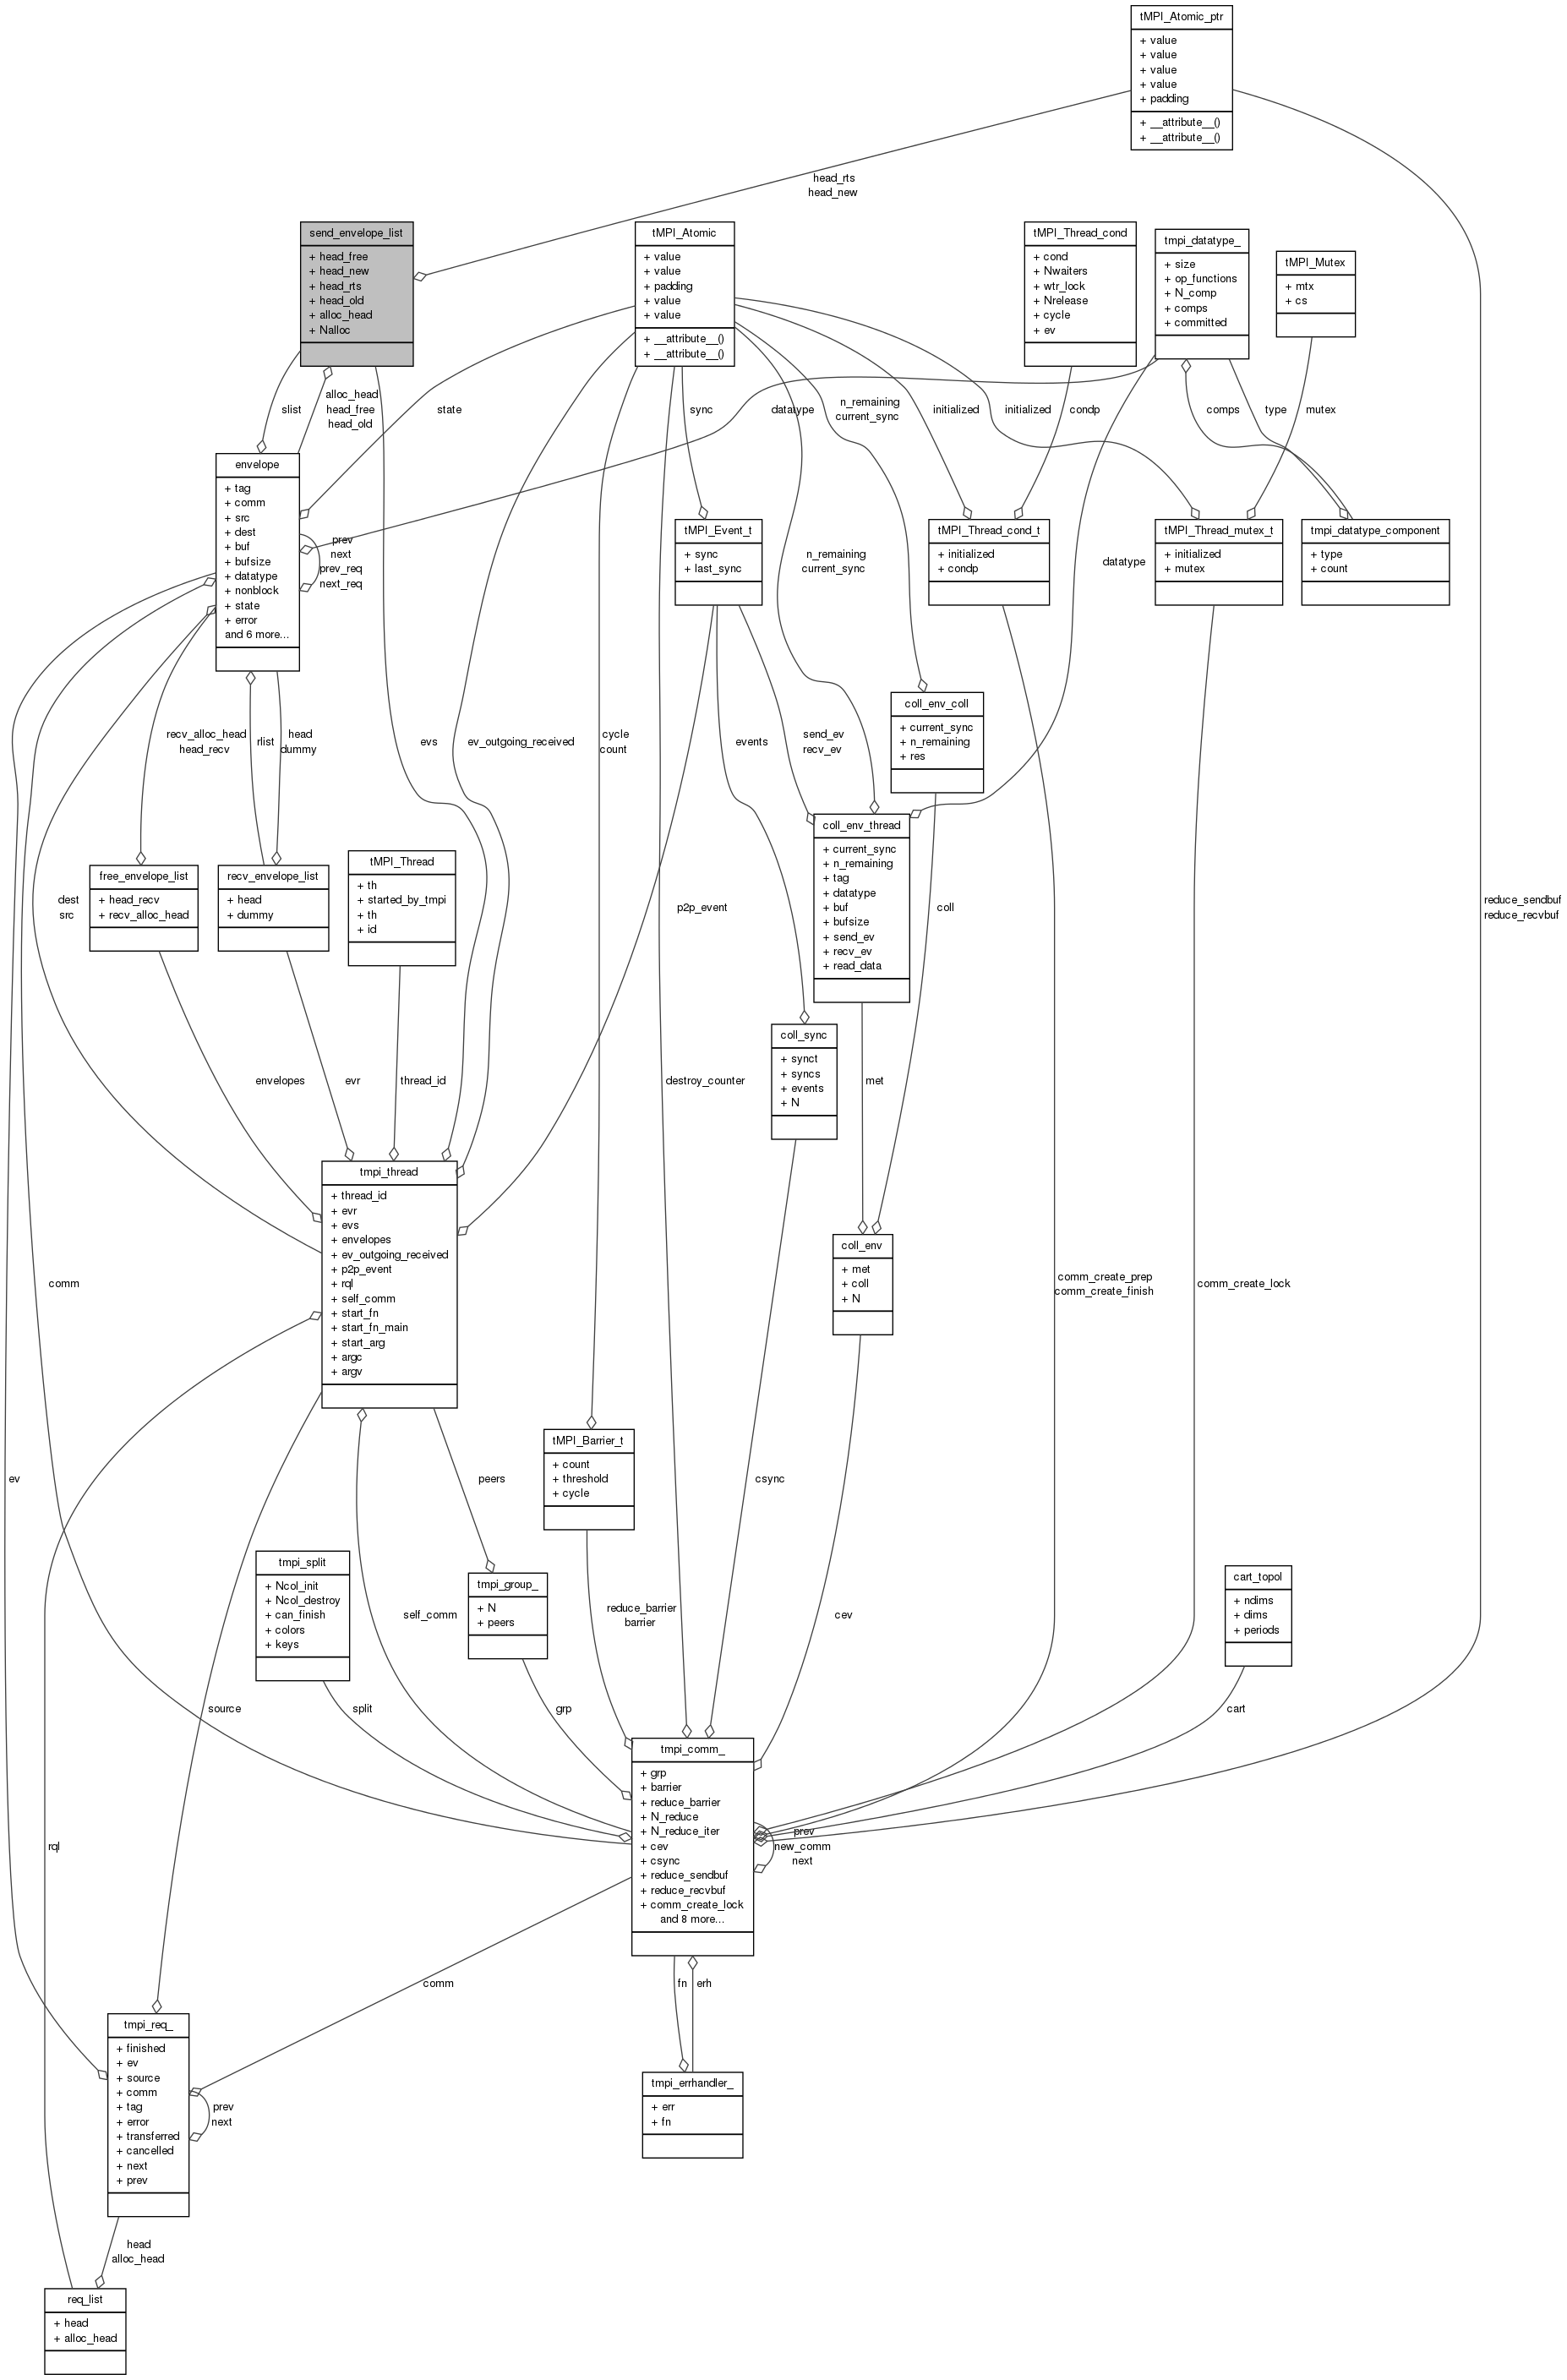 tMPI_Atomic_ptr
+ value
+ value
+ value
+ value
+ padding
+ __attribute__()
+ __attribute__()
head_rts
head_new
send_envelope_list
+ head_free
+ head_new
+ head_rts
+ head_old
+ alloc_head
+ Nalloc
tMPI_Atomic
+ value
+ value
+ padding
+ value
+ value
+ __attribute__()
+ __attribute__()
tMPI_Thread_cond
+ cond
+ Nwaiters
+ wtr_lock
+ Nrelease
+ cycle
+ ev
tmpi_datatype_
+ size
+ op_functions
+ N_comp
+ comps
+ committed
tMPI_Mutex
+ mtx
+ cs
slist
alloc_head
head_free
head_old
state
sync
datatype
n_remaining
current_sync
initialized
initialized
condp
comps
type
mutex
envelope
+ tag
+ comm
+ src
+ dest
+ buf
+ bufsize
+ datatype
+ nonblock
+ state
+ error
and 6 more...
prev
next
prev_req
next_req
tMPI_Event_t
+ sync
+ last_sync
n_remaining
current_sync
tMPI_Thread_cond_t
+ initialized
+ condp
datatype
tMPI_Thread_mutex_t
+ initialized
+ mutex
tmpi_datatype_component
+ type
+ count
recv_alloc_head
head_recv
rlist
head
dummy
evs
ev_outgoing_received
cycle
count
events
send_ev
recv_ev
coll_env_coll
+ current_sync
+ n_remaining
+ res
coll_env_thread
+ current_sync
+ n_remaining
+ tag
+ datatype
+ buf
+ bufsize
+ send_ev
+ recv_ev
+ read_data
dest
src
free_envelope_list
+ head_recv
+ recv_alloc_head
recv_envelope_list
+ head
+ dummy
tMPI_Thread
+ th
+ started_by_tmpi
+ th
+ id
p2p_event
coll
reduce_sendbuf
reduce_recvbuf
coll_sync
+ synct
+ syncs
+ events
+ N
envelopes
evr
thread_id
destroy_counter
met
tmpi_thread
+ thread_id
+ evr
+ evs
+ envelopes
+ ev_outgoing_received
+ p2p_event
+ rql
+ self_comm
+ start_fn
+ start_fn_main
+ start_arg
+ argc
+ argv
coll_env
+ met
+ coll
+ N
comm
comm_create_prep
comm_create_finish
comm_create_lock
ev
peers
tMPI_Barrier_t
+ count
+ threshold
+ cycle
csync
tmpi_split
+ Ncol_init
+ Ncol_destroy
+ can_finish
+ colors
+ keys
self_comm
tmpi_group_
+ N
+ peers
reduce_barrier
barrier
cev
cart_topol
+ ndims
+ dims
+ periods
source
split
grp
cart
tmpi_comm_
+ grp
+ barrier
+ reduce_barrier
+ N_reduce
+ N_reduce_iter
+ cev
+ csync
+ reduce_sendbuf
+ reduce_recvbuf
+ comm_create_lock
and 8 more...
prev
new_comm
next
rql
comm
fn
erh
tmpi_req_
+ finished
+ ev
+ source
+ comm
+ tag
+ error
+ transferred
+ cancelled
+ next
+ prev
prev
next
tmpi_errhandler_
+ err
+ fn
head
alloc_head
req_list
+ head
+ alloc_head